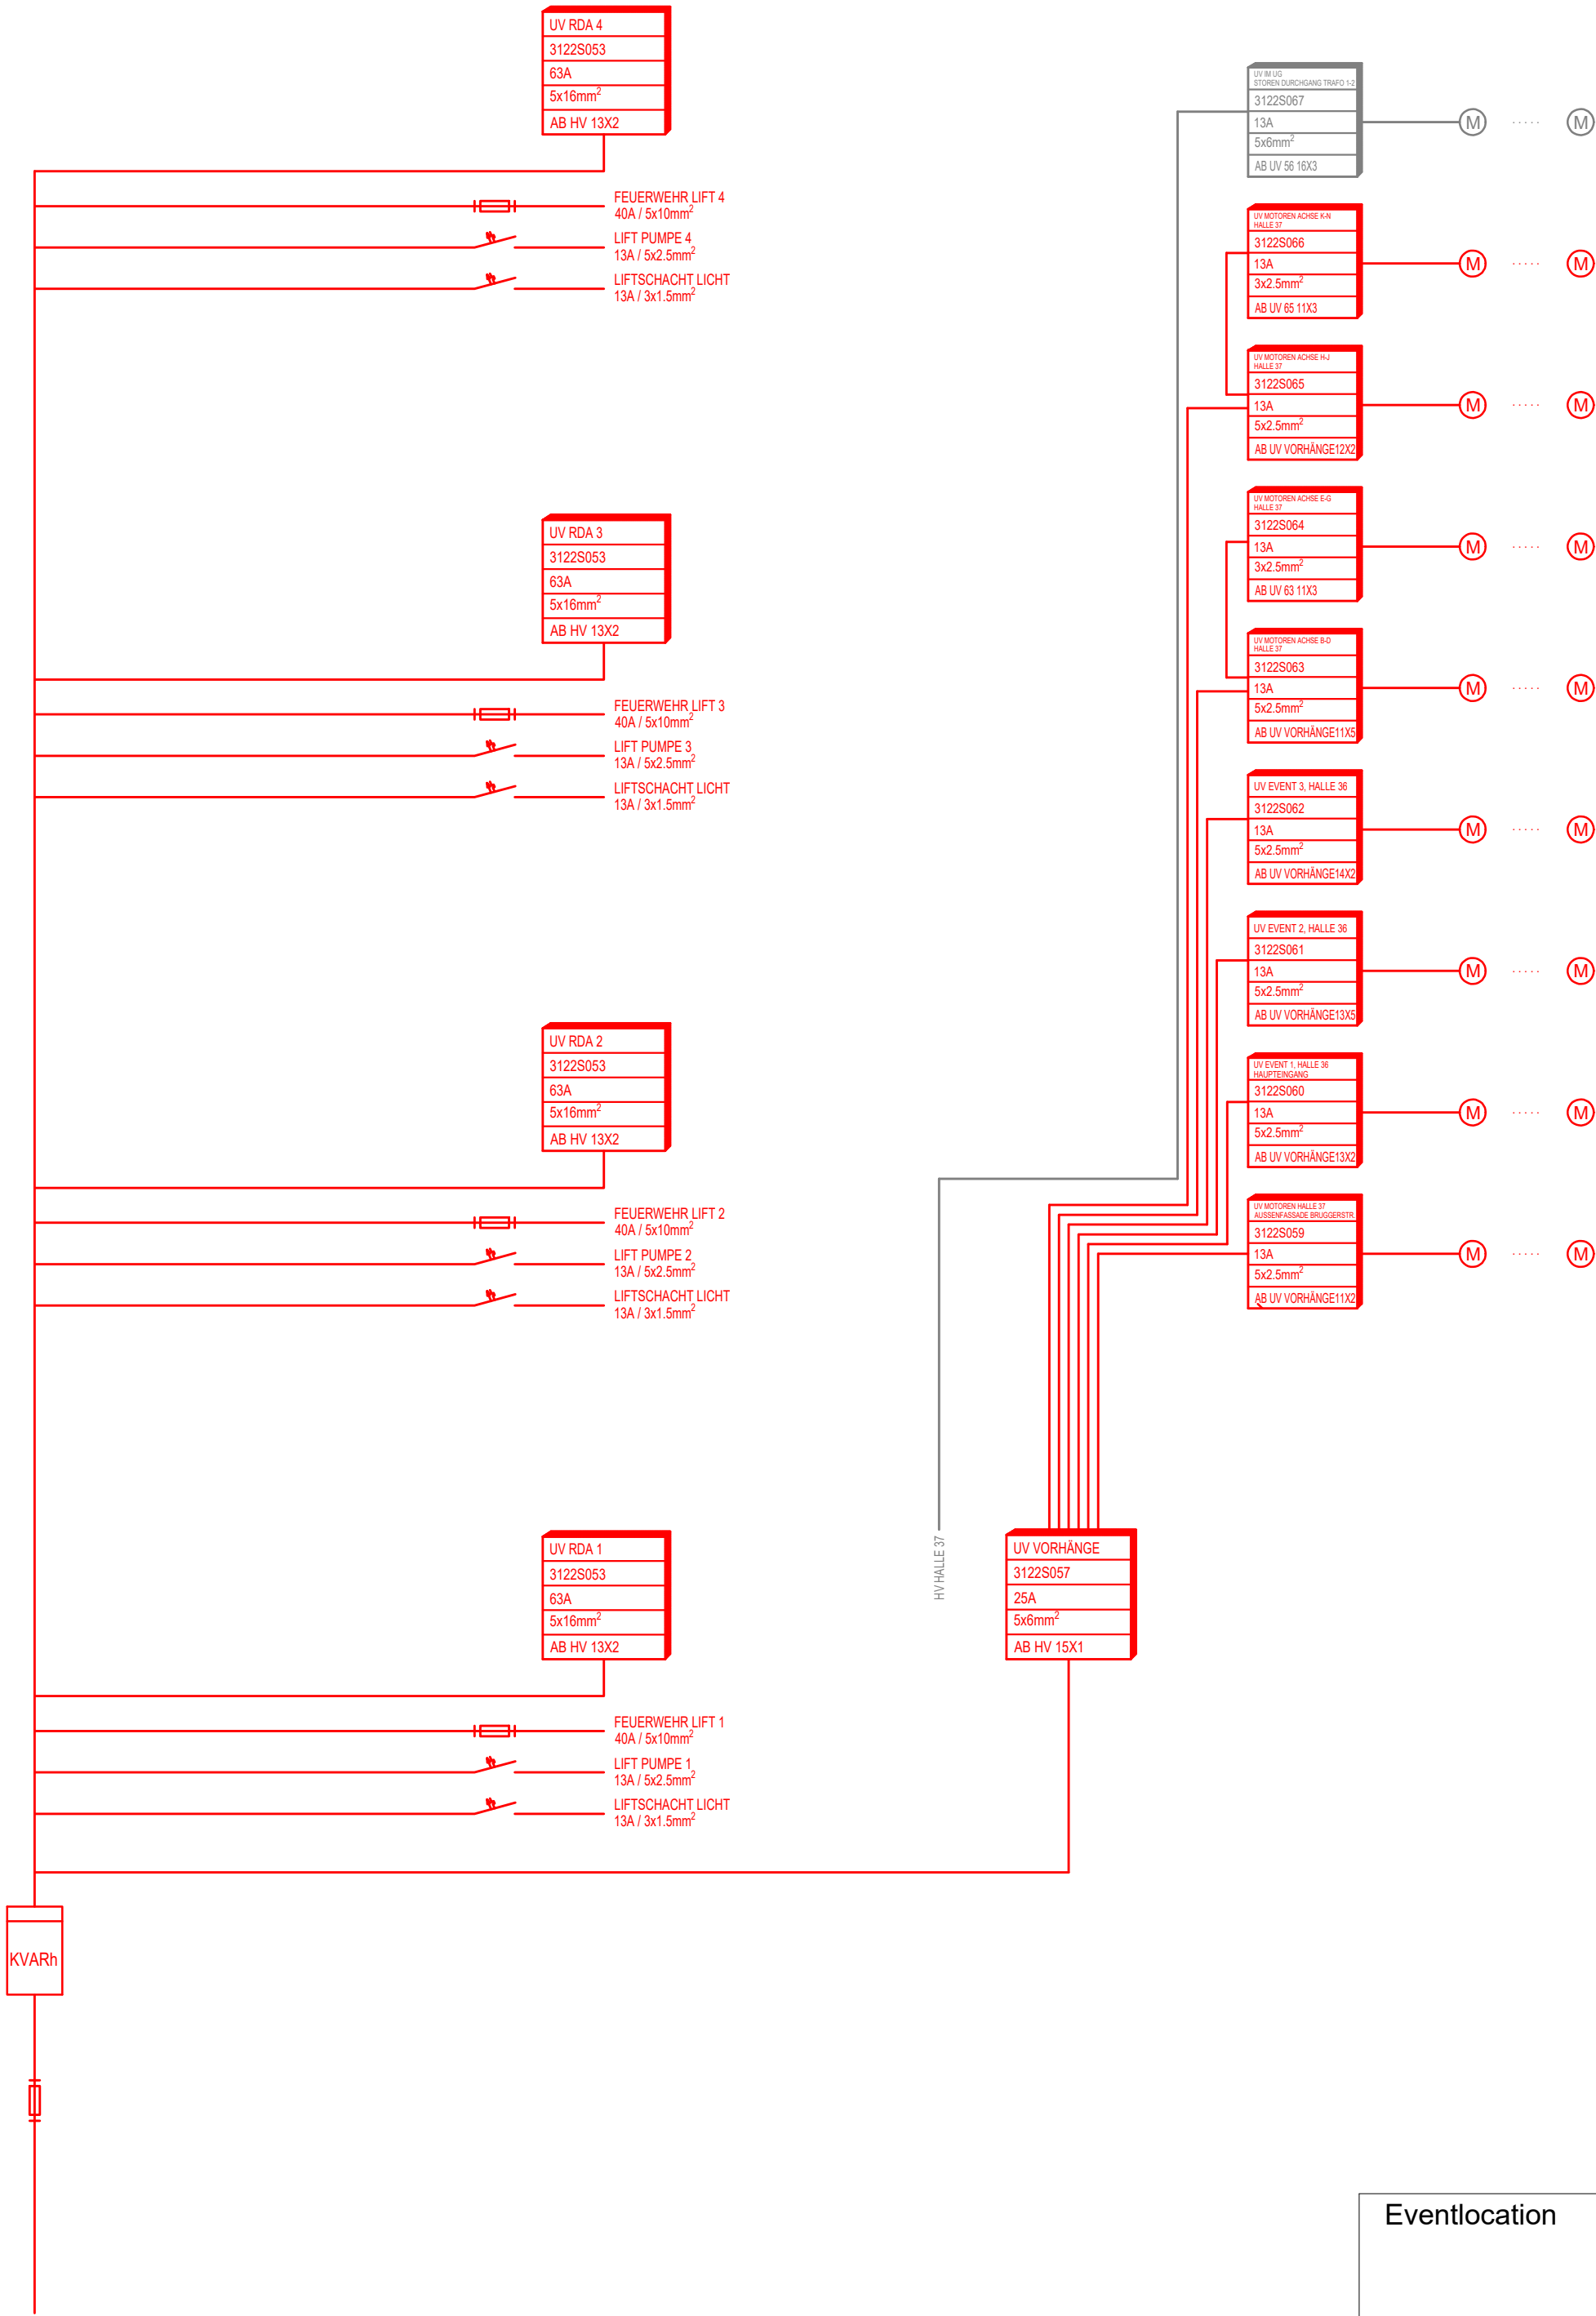 UV RDA 4
3122S053
63A
5x16mm²
AB HV 13X2
FEUERWEHR LIFT 4
40A / 5x10mm²
LIFT PUMPE 4
13A / 5x2.5mm²
LIFTSCHACHT LICHT
13A / 3x1.5mm²
UV RDA 3
3122S053
63A
5x16mm²
AB HV 13X2
FEUERWEHR LIFT 3
40A / 5x10mm²
LIFT PUMPE 3
13A / 5x2.5mm²
LIFTSCHACHT LICHT
13A / 3x1.5mm²
UV RDA 2
3122S053
63A
5x16mm²
AB HV 13X2
FEUERWEHR LIFT 2
40A / 5x10mm²
LIFT PUMPE 2
13A / 5x2.5mm²
LIFTSCHACHT LICHT
13A / 3x1.5mm²
UV RDA 1
3122S053
63A
5x16mm²
AB HV 13X2
FEUERWEHR LIFT 1
40A / 5x10mm²
LIFT PUMPE 1
13A / 5x2.5mm²
LIFTSCHACHT LICHT
13A / 3x1.5mm²
KVARh
HV HALLE 37
UV VORHÄNGE
3122S057
25A
5x6mm²
AB HV 15X1
UV IM UG
STOREN DURCHGANG TRAFO 1-2
3122S067
13A
5x6mm²
AB UV 56 16X3
M ..... M
UV MOTOREN ACHSE K-N
HALLE 37
3122S066
13A
3x2.5mm²
AB UV 65 11X3
M ..... M
UV MOTOREN ACHSE H-J
HALLE 37
3122S065
13A
5x2.5mm²
AB UV VORHÄNGE12X2
M ..... M
UV MOTOREN ACHSE E-G
HALLE 37
3122S064
13A
3x2.5mm²
AB UV 63 11X3
M ..... M
UV MOTOREN ACHSE B-D
HALLE 37
3122S063
13A
5x2.5mm²
AB UV VORHÄNGE11X5
M ..... M
UV EVENT 3, HALLE 36
3122S062
13A
5x2.5mm²
AB UV VORHÄNGE14X2
M ..... M
UV EVENT 2, HALLE 36
3122S061
13A
5x2.5mm²
AB UV VORHÄNGE13X5
M ..... M
UV EVENT 1, HALLE 36
HAUPTEINGANG
3122S060
13A
5x2.5mm²
AB UV VORHÄNGE13X2
M ..... M
UV MOTOREN HALLE 37
AUSSENFASSADE BRUGGERSTR.
3122S059
13A
5x2.5mm²
AB UV VORHÄNGE11X2
M ..... M
Eventlocation